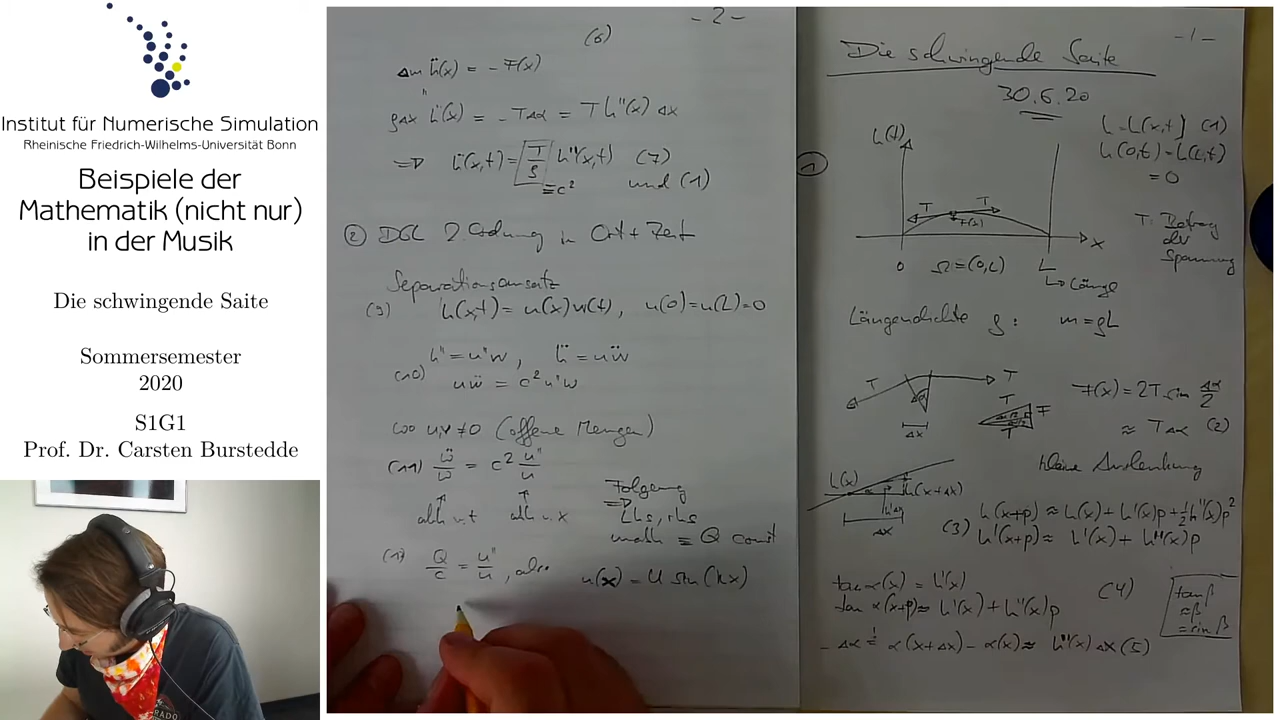 Institut für Numerische Simulation
Rheinische Friedrich-Wilhelms-Universität Bonn
Beispiele der
Mathematik (nicht nur)
in der Musik
Die schwingende Saite
Sommersemester
2020
S1G1
Prof. Dr. Carsten Burstedde
- 1 -
Die schwingende Saite
30.6.20
h = h(x,t) (1)
h(0,t) = h(L,t)
= 0
h(t)
①
T T
F(x)
x
0 Ω=(0,L) L
↳ Länge
T: Betrag
der
Spannung
Längendichte ρ: m=ρL
T T
Δx
T
F
T
F(x) = 2T sin Δα/2
≈ TΔα (2)
kleine Auslenkung
h(x) h(x+Δx)
Δx
(3) h(x+p) ≈ h(x) + h'(x)p + ½h''(x)p²
h'(x+p) ≈ h'(x) + h''(x)p
tan α(x) = h'(x)
tan α(x+p) ≈ h'(x) + h''(x)p (4)
tan β
≈ β
≈ sin β
- Δα = α(x+Δx) - α(x) ≈ h''(x) Δx (5)
- 2 -
(6)
Δm ḧ(x) = - F(x)
ρΔx ḧ(x) = - TΔα = T h''(x) Δx
⇒ ḧ(x,t) = T/ρ h''(x,t) (7)
≡c² und (1)
② DGL 2. Ordnung in Ort + Zeit
Separationsansatz
(9) h(x,t) = u(x)w(t), u(0)=u(L)=0
h'' = u''w, ḧ = uẅ
(10) uẅ = c²u''w
(offene Mengen)
(11) ẅ/w = c² u''/u
abh v. t abh v. x
Folgerung
⇒
lhs, rhs
≡ Q const
Q/c = u''/u, also u(x) = U sin(kx)